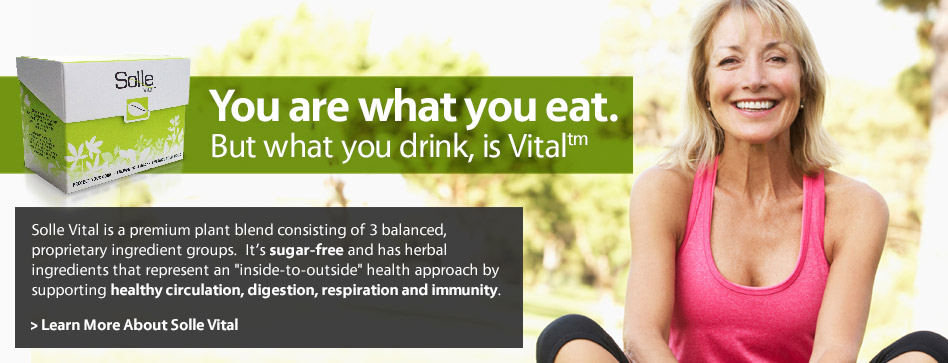 Solle
VITAL™
You are what you eat.
But what you drink, is Vital™
Solle Vital is a premium plant blend consisting of 3 balanced,
proprietary ingredient groups.  It's sugar-free and has herbal
ingredients that represent an "inside-to-outside" health approach by
supporting healthy circulation, digestion, respiration and immunity.
> Learn More About Solle Vital